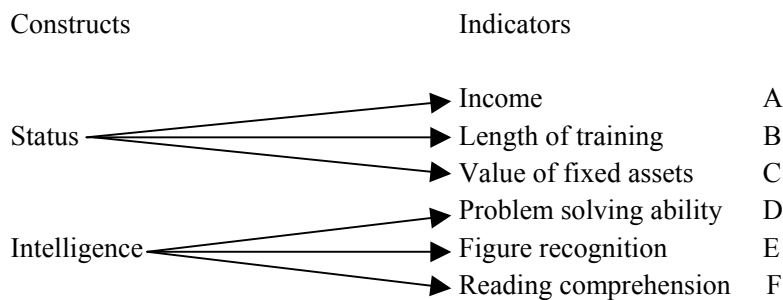 Constructs Indicators
Income A
Status Length of training B
Value of fixed assets C
Problem solving ability D
Intelligence Figure recognition E
Reading comprehension F